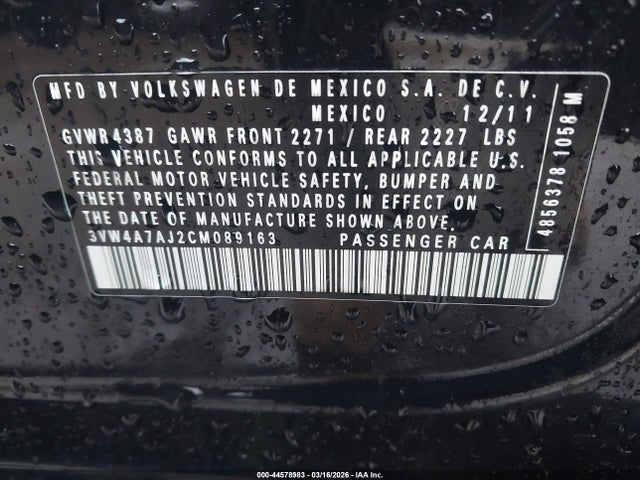 MFD BY VOLKSWAGEN DE MEXICO S.A. DE C.V.
MEXICO 12/11
GVWR 4387 GAWR FRONT 2271 / REAR 2227 LBS
THIS VEHICLE CONFORMS TO ALL APPLICABLE U.S.
FEDERAL MOTOR VEHICLE SAFETY, BUMPER AND
THEFT PREVENTION STANDARDS IN EFFECT ON
THE DATE OF MANUFACTURE SHOWN ABOVE.
3VW4A7AJ2CM089163 PASSENGER CAR
4856378 1058 M
000-44578983 - 03/16/2026 - IAA Inc.